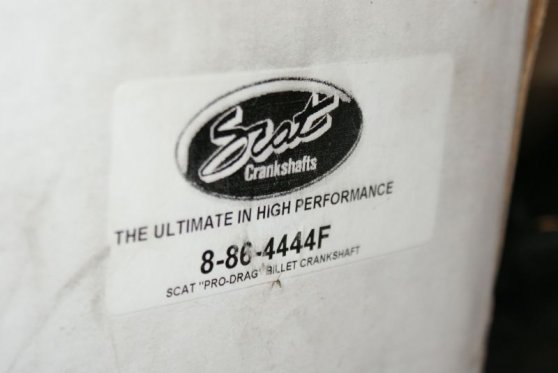 Scat
Crankshafts
THE ULTIMATE IN HIGH PERFORMANCE
8-86-4444F
SCAT "PRO-DRAG" BILLET CRANKSHAFT